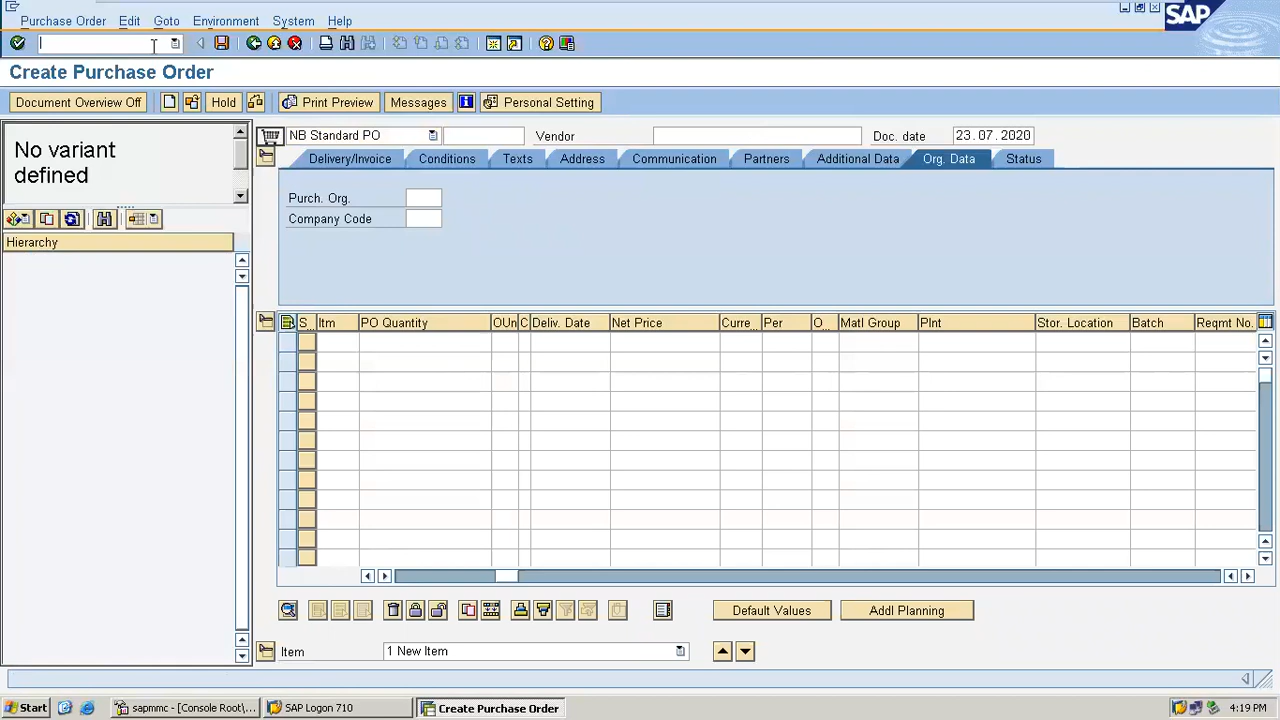 Purchase Order Edit Goto Environment System Help
SAP
Create Purchase Order
Document Overview Off Hold Print Preview Messages Personal Setting
No variant
defined
NB Standard PO Vendor Doc. date 23.07.2020
Delivery/Invoice Conditions Texts Address Communication Partners Additional Data Org. Data Status
Purch. Org.
Company Code
Hierarchy
S... Itm PO Quantity OUn C Deliv. Date Net Price Curre... Per O... Matl Group Plnt Stor. Location Batch Reqmt No.
Default Values Addl Planning
Item 1 New Item
Start sapmmc - [Console Root\... SAP Logon 710 Create Purchase Order 4:19 PM